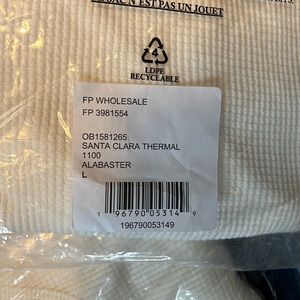 N'EST PAS UN JOUET
4
LDPE
RECYCLABLE
FP WHOLESALE
FP 3981554
OB1581265
SANTA CLARA THERMAL
1100
ALABASTER
L
1 96790 05314 9
196790053149